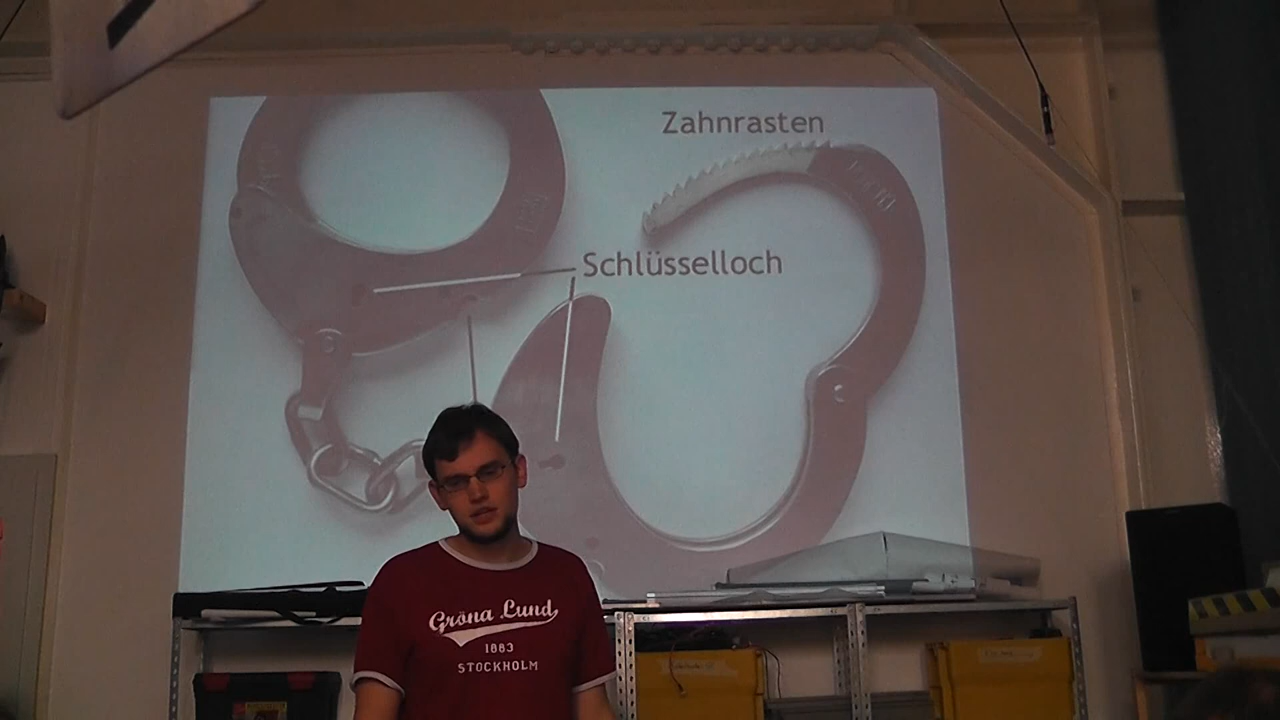 Zahnrasten
Schlüsselloch
Gröna Lund
1883
STOCKHOLM